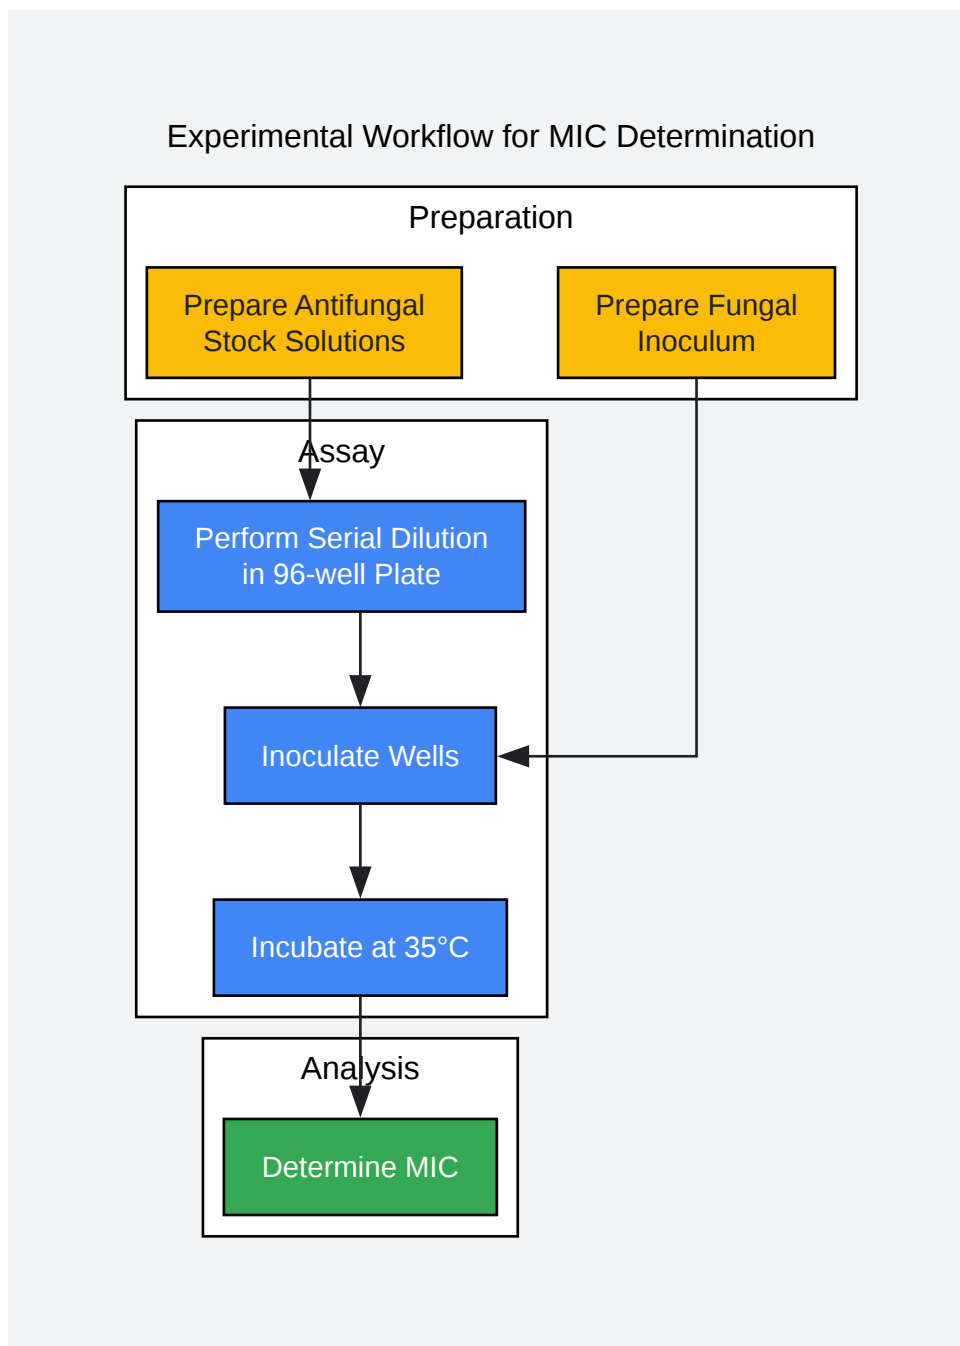 Experimental Workflow for MIC Determination
Preparation
Prepare Antifungal
Stock Solutions
Prepare Fungal
Inoculum
Assay
Perform Serial Dilution
in 96-well Plate
Inoculate Wells
Incubate at 35°C
Analysis
Determine MIC